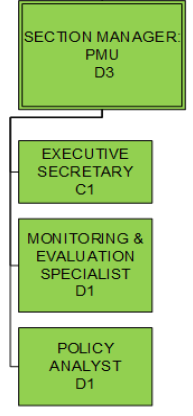 SECTION MANAGER:
PMU
D3
EXECUTIVE
SECRETARY
C1
MONITORING &
EVALUATION
SPECIALIST
D1
POLICY
ANALYST
D1